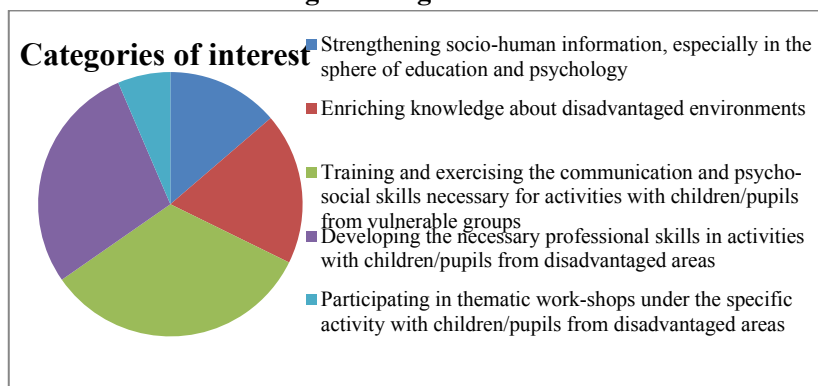 Categories of interest
Strengthening socio-human information, especially in the
sphere of education and psychology
Enriching knowledge about disadvantaged environments
Training and exercising the communication and psycho-
social skills necessary for activities with children/pupils
from vulnerable groups
Developing the necessary professional skills in activities
with children/pupils from disadvantaged areas
Participating in thematic work-shops under the specific
activity with children/pupils from disadvantaged areas